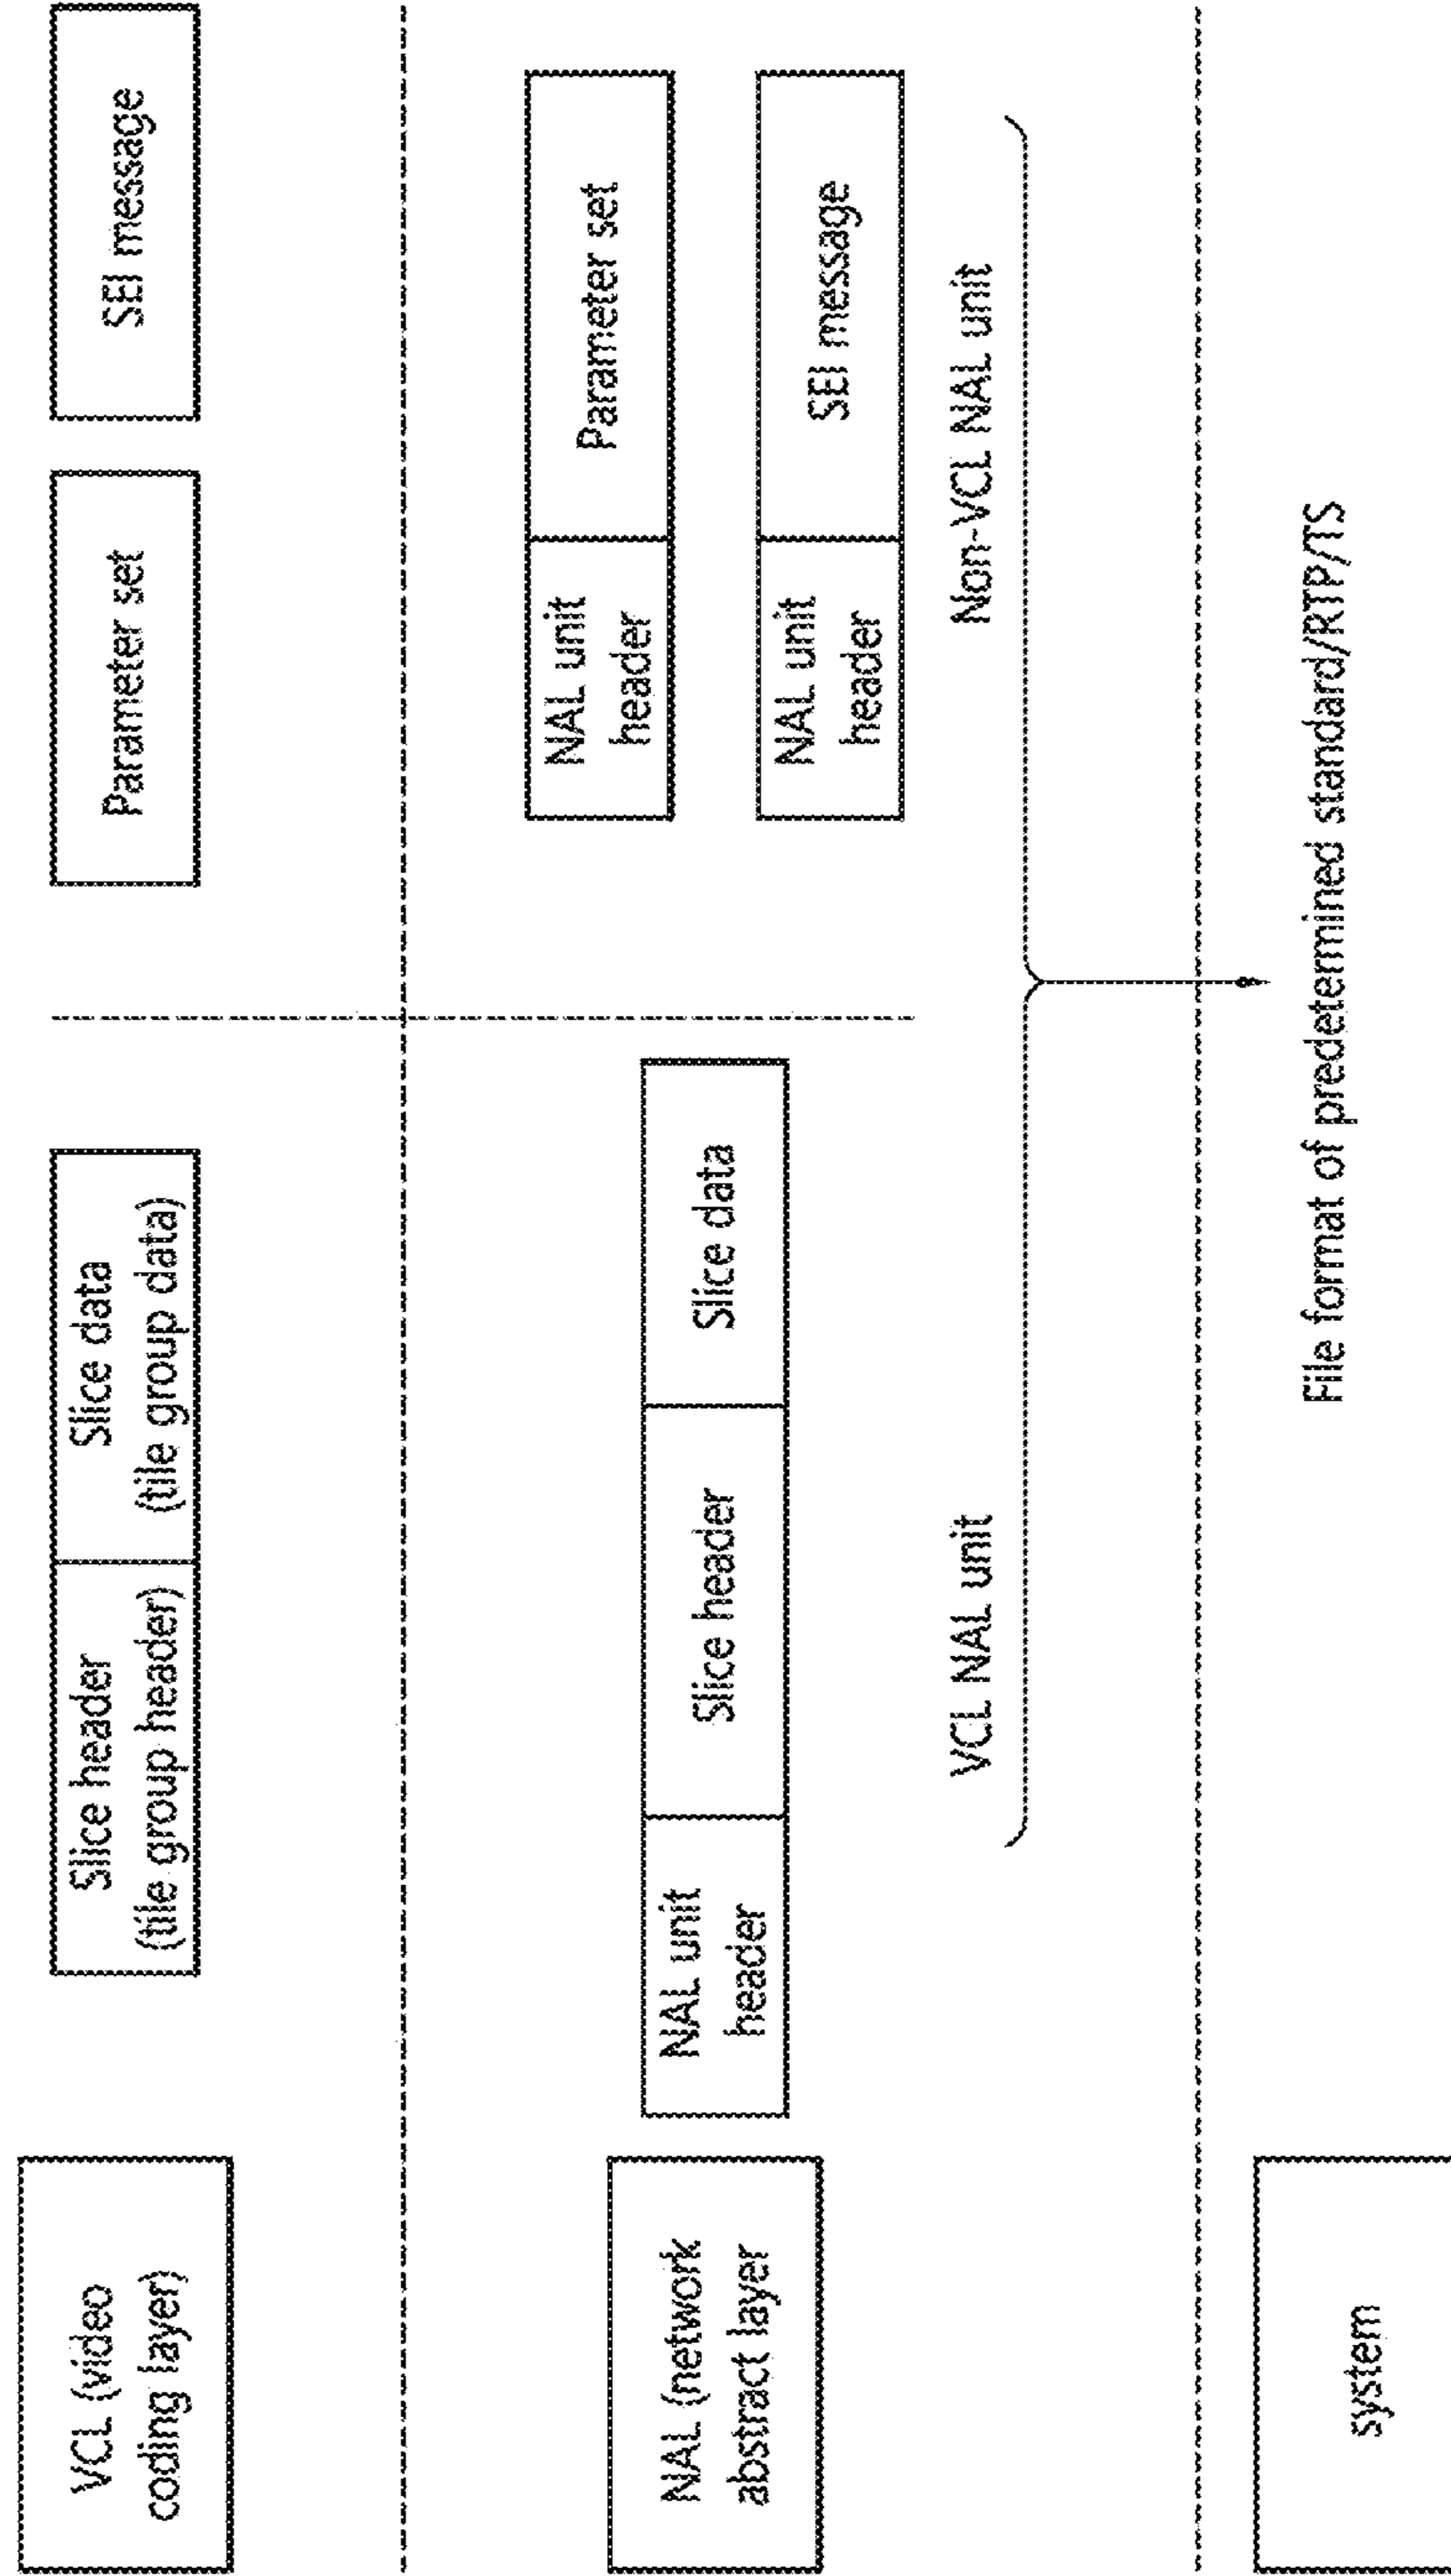 VCL (video
coding layer)
Slice header
(tile group header)
Slice data
(tile group data)
Parameter set
SEI message
NAL (network
abstract layer
NAL unit
header
Slice header
Slice data
NAL unit
header
Parameter set
NAL unit
header
SEI message
VCL NAL unit
Non-VCL NAL unit
system
File format of predetermined standard/RTP/TS